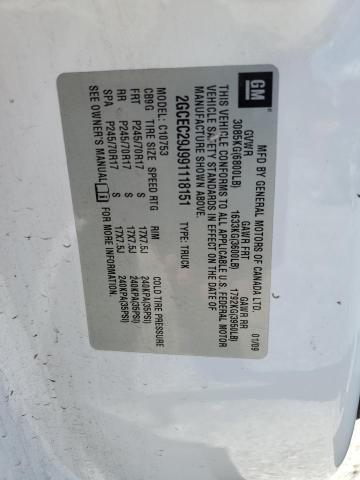 GM
MFD BY GENERAL MOTORS OF CANADA LTD.
01/09
GVWR GAWR FRT GAWR RR
3085KG(6800LB) 1633KG(3600LB) 1792KG(3950LB)
THIS VEHICLE CONFORMS TO ALL APPLICABLE U.S. FEDERAL MOTOR
VEHICLE SAFETY STANDARDS IN EFFECT ON THE DATE OF
MANUFACTURE SHOWN ABOVE.
2GCEC29J991118151 TYPE: TRUCK
MODEL: C10753
CB9G TIRE SIZE SPEED RTG RIM COLD TIRE PRESSURE
FRT P245/70R17 S 17X7.5J 240KPA(35PSI)
RR P245/70R17 S 17X7.5J 240KPA(35PSI)
SPA P245/70R17 S 17X7.5J 240KPA(35PSI)
SEE OWNER'S MANUAL FOR MORE INFORMATION.